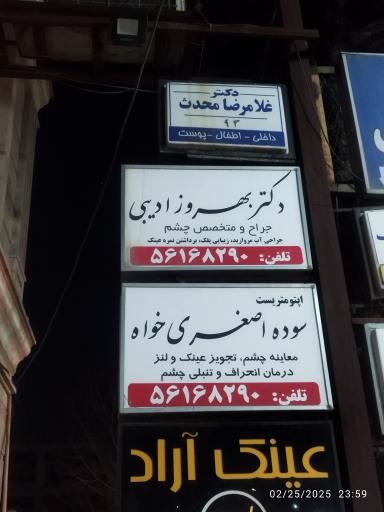 دکتر
غلامرضا محدث
۹۳
داخلی - اطفال - پوست
دکتر بهروز ادیبی
جراح و متخصص چشم
جراحی آب مروارید، زیبایی پلک، برداشتن نمره عینک
تلفن: ۵۶۱۶۸۲۹۰
اپتومتریست
سوده اصغری خواه
معاینه چشم، تجویز عینک و لنز
درمان انحراف و تنبلی چشم
تلفن: ۵۶۱۶۸۲۹۰
عینک آراد
02/25/2025 23:59